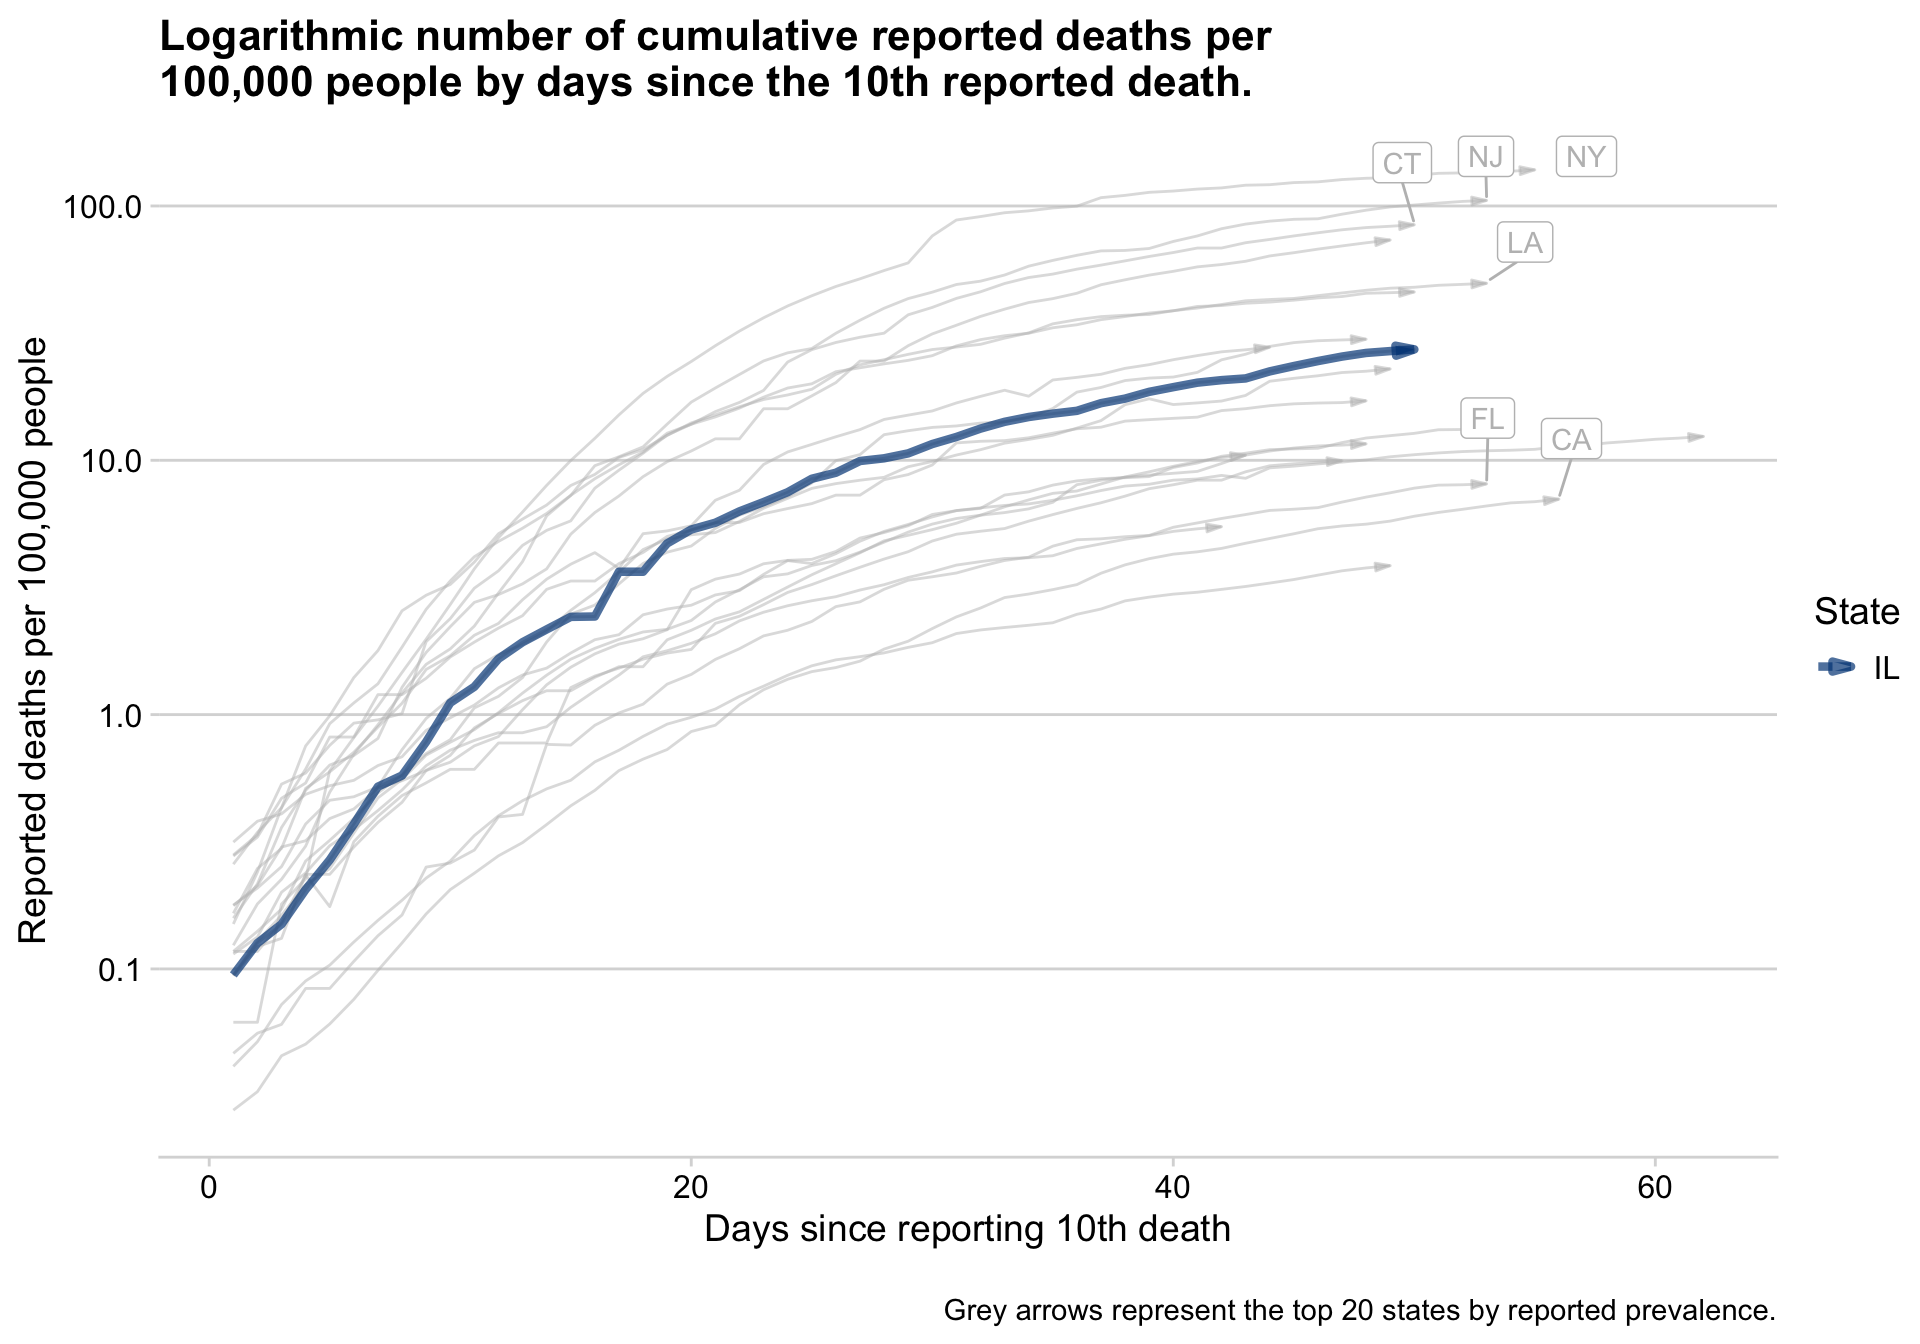 Logarithmic number of cumulative reported deaths per
100,000 people by days since the 10th reported death.
CT
NJ
NY
LA
FL
CA
Reported deaths per 100,000 people
100.0
10.0
1.0
0.1
0
20
40
60
Days since reporting 10th death
State
IL
Grey arrows represent the top 20 states by reported prevalence.